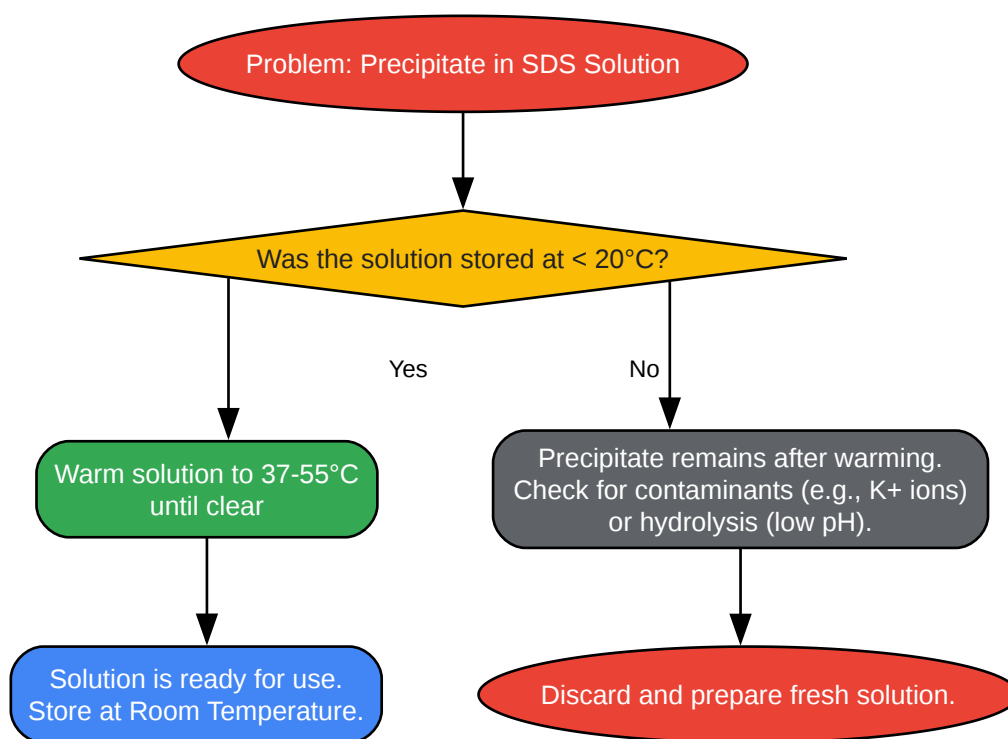 Problem: Precipitate in SDS Solution
Was the solution stored at < 20°C?
Yes
No
Warm solution to 37-55°C
until clear
Precipitate remains after warming.
Check for contaminants (e.g., K+ ions)
or hydrolysis (low pH).
Solution is ready for use.
Store at Room Temperature.
Discard and prepare fresh solution.